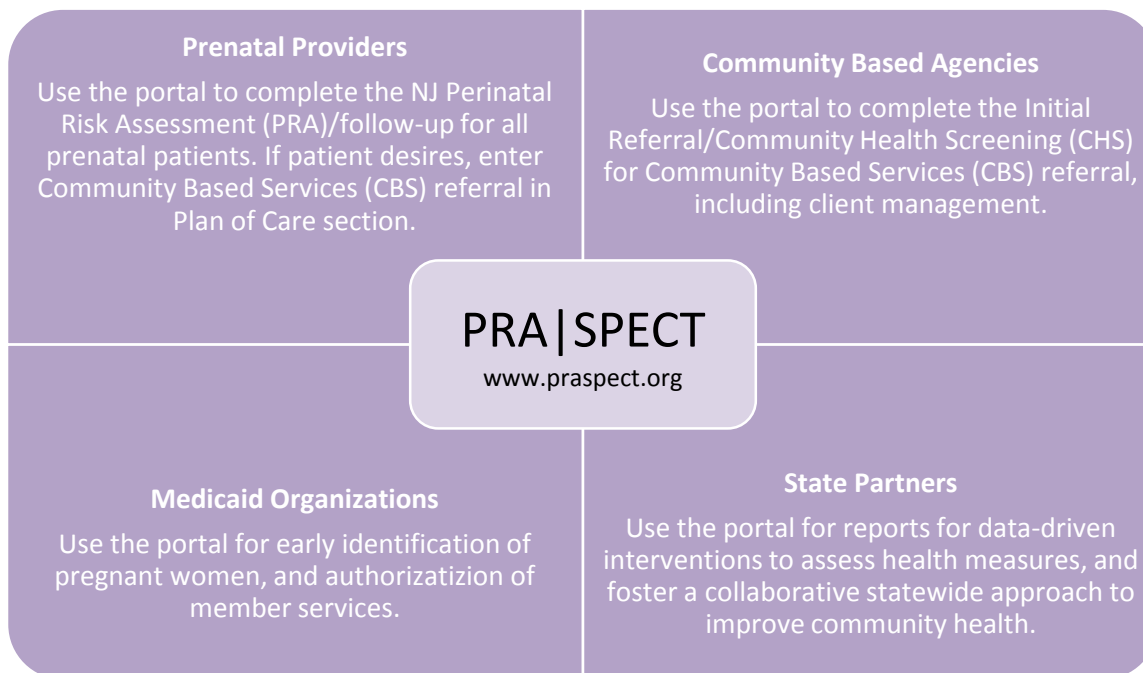 Prenatal Providers
Use the portal to complete the NJ Perinatal
Risk Assessment (PRA)/follow-up for all
prenatal patients. If patient desires, enter
Community Based Services (CBS) referral in
Plan of Care section.
Community Based Agencies
Use the portal to complete the Initial
Referral/Community Health Screening (CHS)
for Community Based Services (CBS) referral,
including client management.
PRA|SPECT
www.praspect.org
Medicaid Organizations
Use the portal for early identification of
pregnant women, and authorizatizion of
member services.
State Partners
Use the portal for reports for data-driven
interventions to assess health measures, and
foster a collaborative statewide approach to
improve community health.